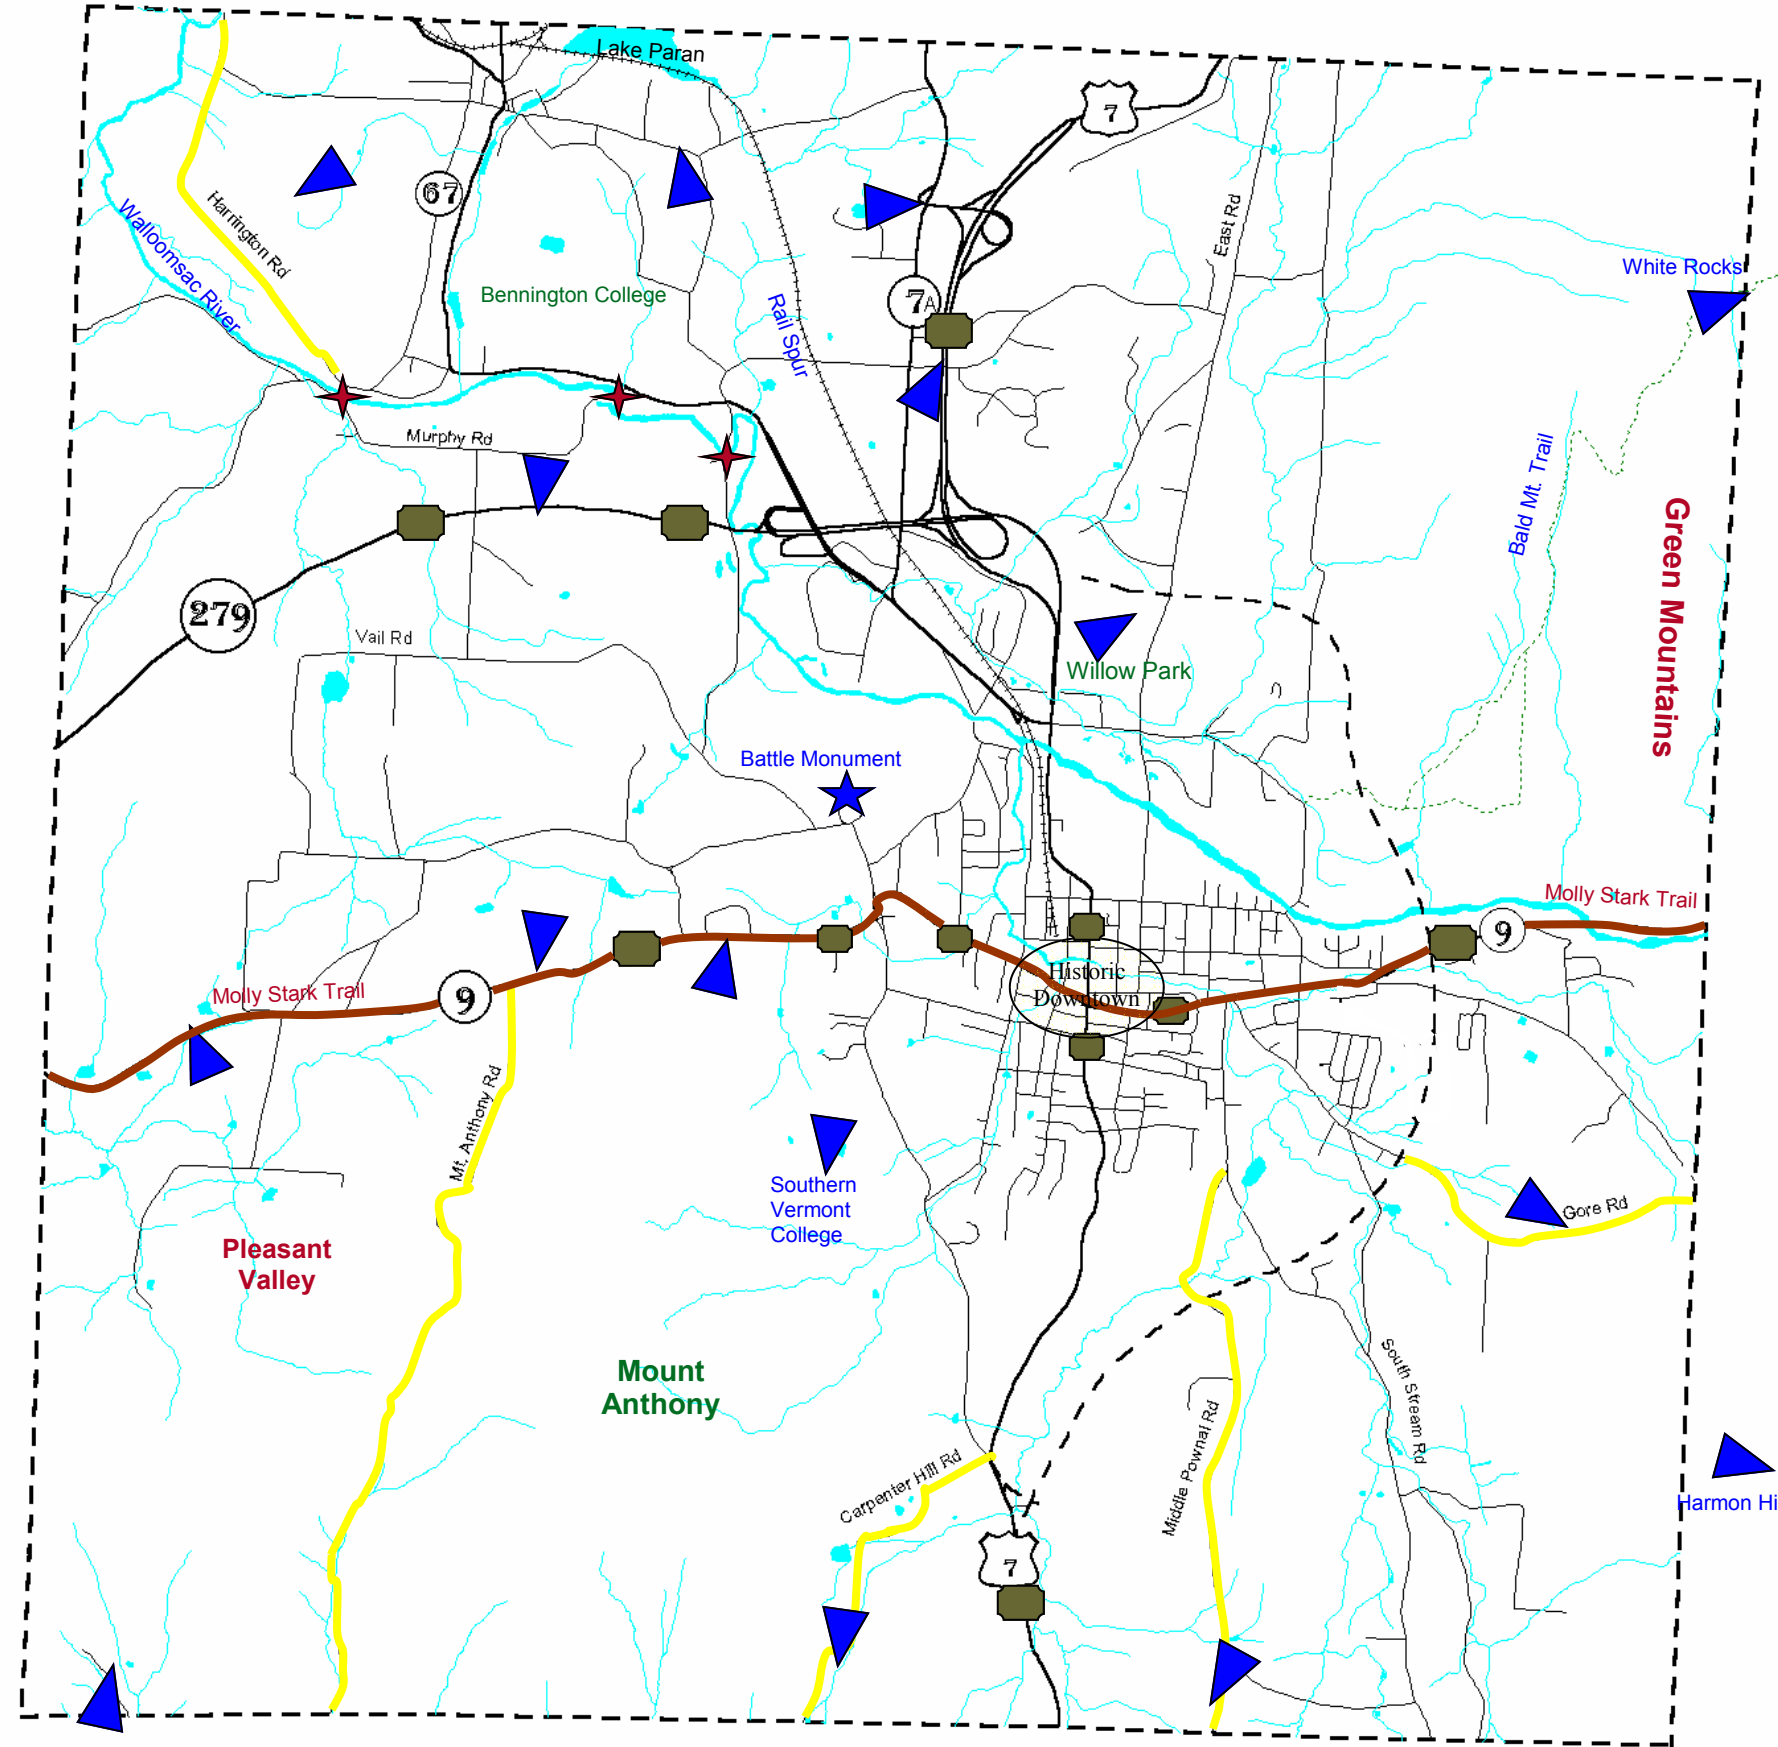 Lake Paran
7
67
Harrington Rd
Walloomsac River
East Rd
White Rocks
Bennington College
7A
Rail Spur
Murphy Rd
Bald Mt. Trail
Green Mountains
279
Vail Rd
Willow Park
Battle Monument
Molly Stark Trail
9
Historic
Downtown
Molly Stark Trail
9
Mt. Anthony Rd
Southern
Vermont
College
Gore Rd
Pleasant
Valley
Mount
Anthony
South Stream Rd
Middle Pownal Rd
Carpenter Hill Rd
Harmon Hi
7